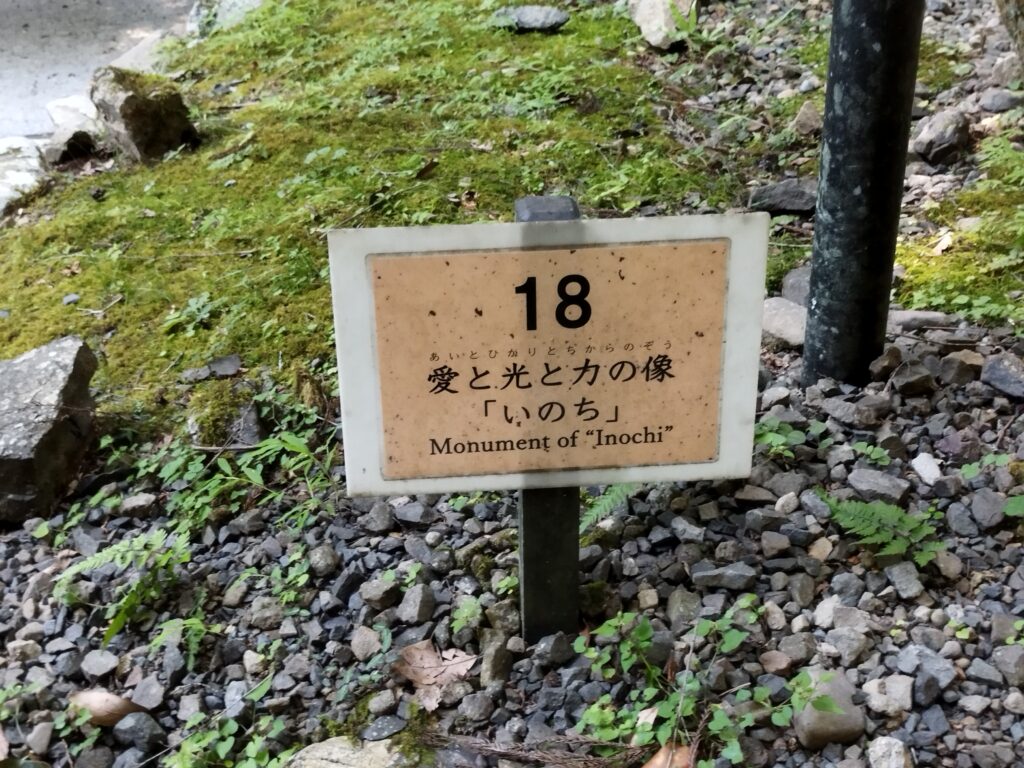 18
あいとひかりとちからのぞう
愛と光と力の像
「いのち」
Monument of “Inochi”